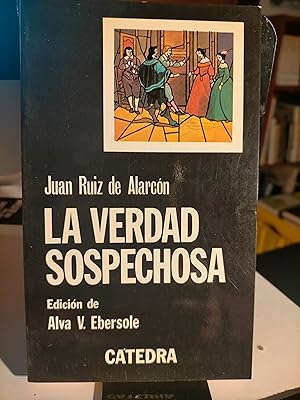 Juan Ruiz de Alarcón
LA VERDAD
SOSPECHOSA
Edición de
Alva V. Ebersole
CATEDRA